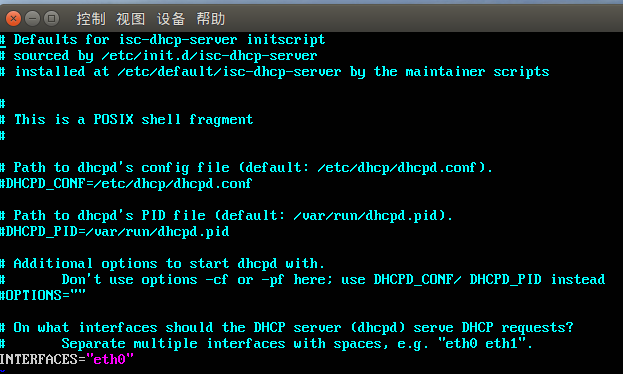 控制 视图 设备 帮助
# Defaults for isc-dhcp-server initscript
# sourced by /etc/init.d/isc-dhcp-server
# installed at /etc/default/isc-dhcp-server by the maintainer scripts
#
# This is a POSIX shell fragment
#
# Path to dhcpd's config file (default: /etc/dhcp/dhcpd.conf).
#DHCPD_CONF=/etc/dhcp/dhcpd.conf
# Path to dhcpd's PID file (default: /var/run/dhcpd.pid).
#DHCPD_PID=/var/run/dhcpd.pid
# Additional options to start dhcpd with.
#       Don't use options -cf or -pf here; use DHCPD_CONF/ DHCPD_PID instead
#OPTIONS=""
# On what interfaces should the DHCP server (dhcpd) serve DHCP requests?
#       Separate multiple interfaces with spaces, e.g. "eth0 eth1".
INTERFACES="eth0"